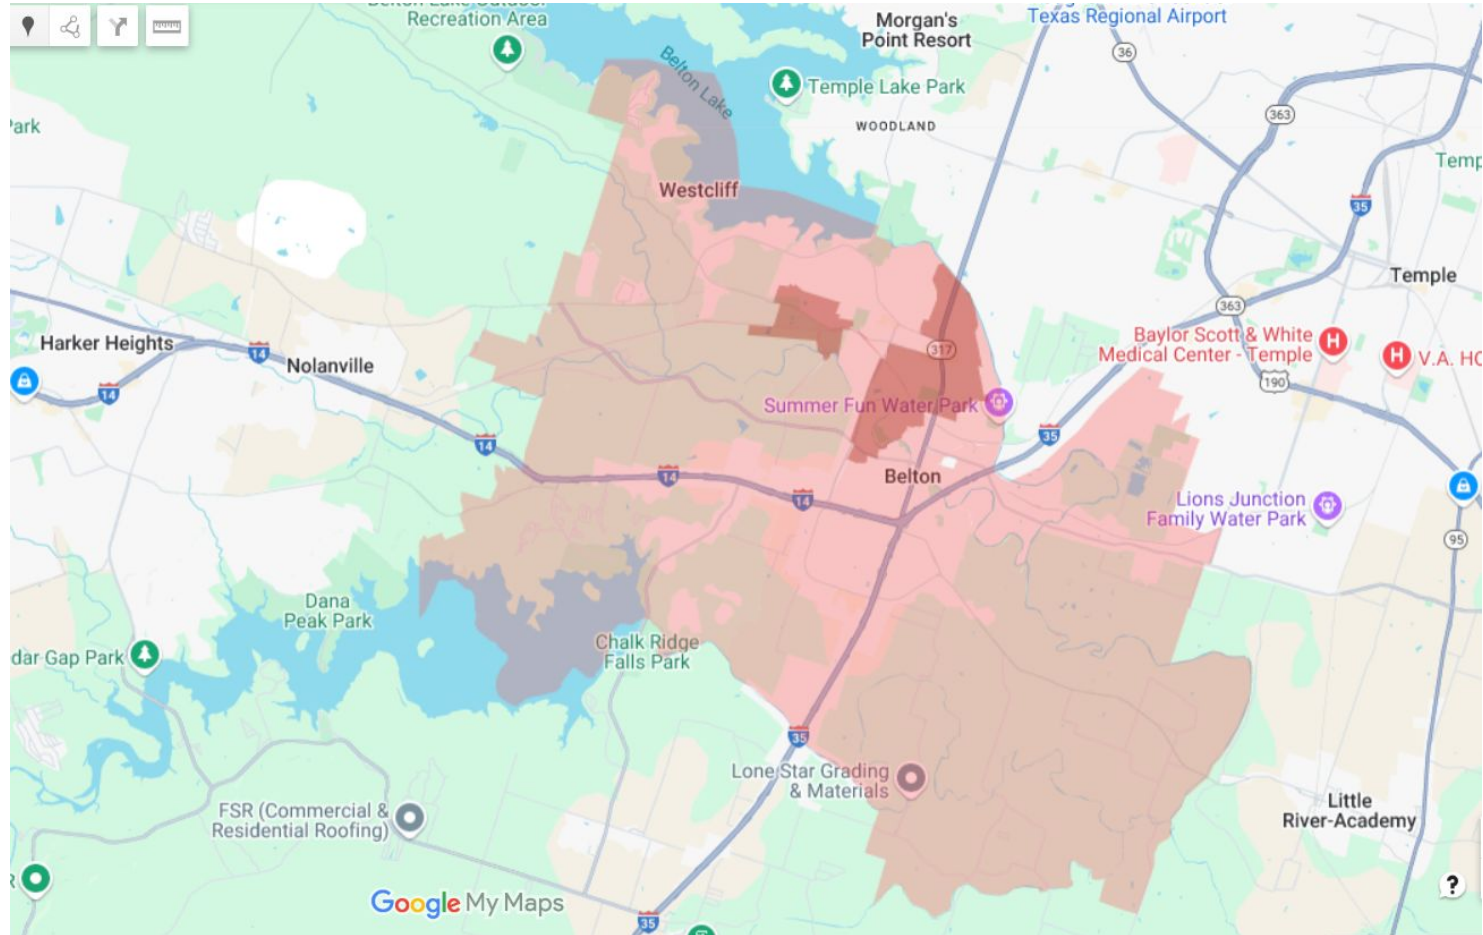 Belton Lake Outdoor
Recreation Area
Morgan's
Point Resort
Texas Regional Airport
36
Belton Lake
Temple Lake Park
363
WOODLAND
Park
Temp
Westcliff
35
Temple
363
Harker Heights
14
Nolanville
317
Baylor Scott & White
Medical Center - Temple
H
H
V.A. HO
190
14
Summer Fun Water Park
35
14
14
14
Belton
Lions Junction
Family Water Park
95
Dana
Peak Park
dar Gap Park
Chalk Ridge
Falls Park
35
Lone Star Grading
& Materials
FSR (Commercial &
Residential Roofing)
Little
River-Academy
R
?
Google My Maps
35